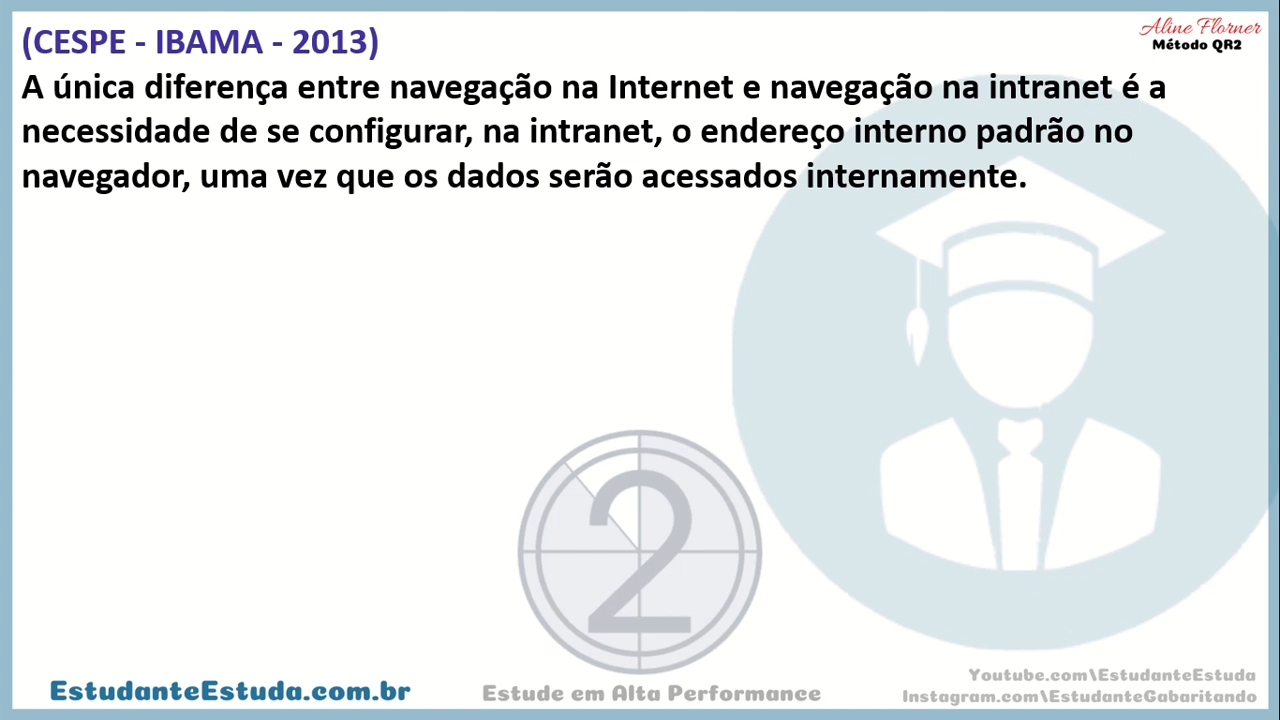 Aline Florner
Método QR2
(CESPE - IBAMA - 2013)
A única diferença entre navegação na Internet e navegação na intranet é a
necessidade de se configurar, na intranet, o endereço interno padrão no
navegador, uma vez que os dados serão acessados internamente.
2
EstudanteEstuda.com.br
Estude em Alta Performance
Youtube.com\EstudanteEstuda
Instagram.com\EstudanteGabaritando